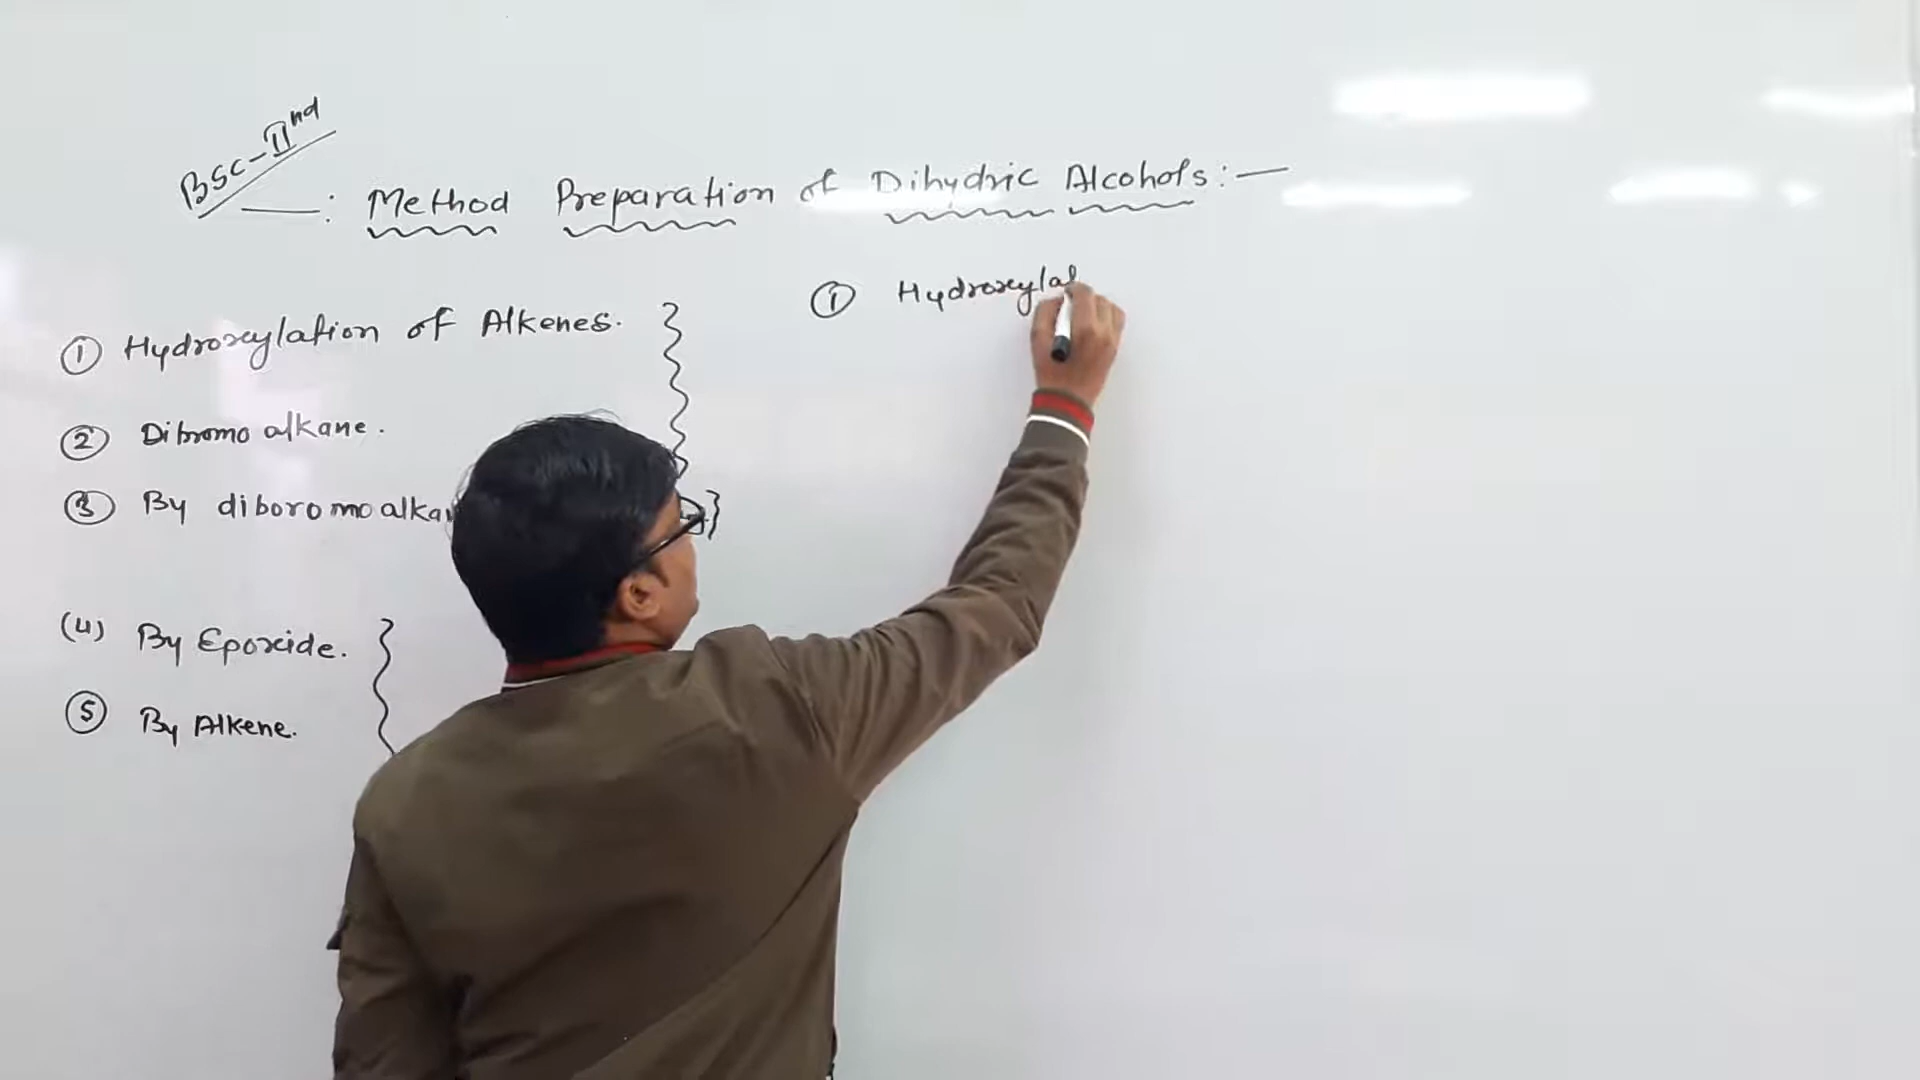 BSC-IInd
: Method Preparation of Dihydric Alcohols:-
① Hydroxylation of Alkenes.
② Dibromo alkane.
③ By diboromoalka
(4) By Epoxide.
⑤ By Alkene.
① Hydroxylat